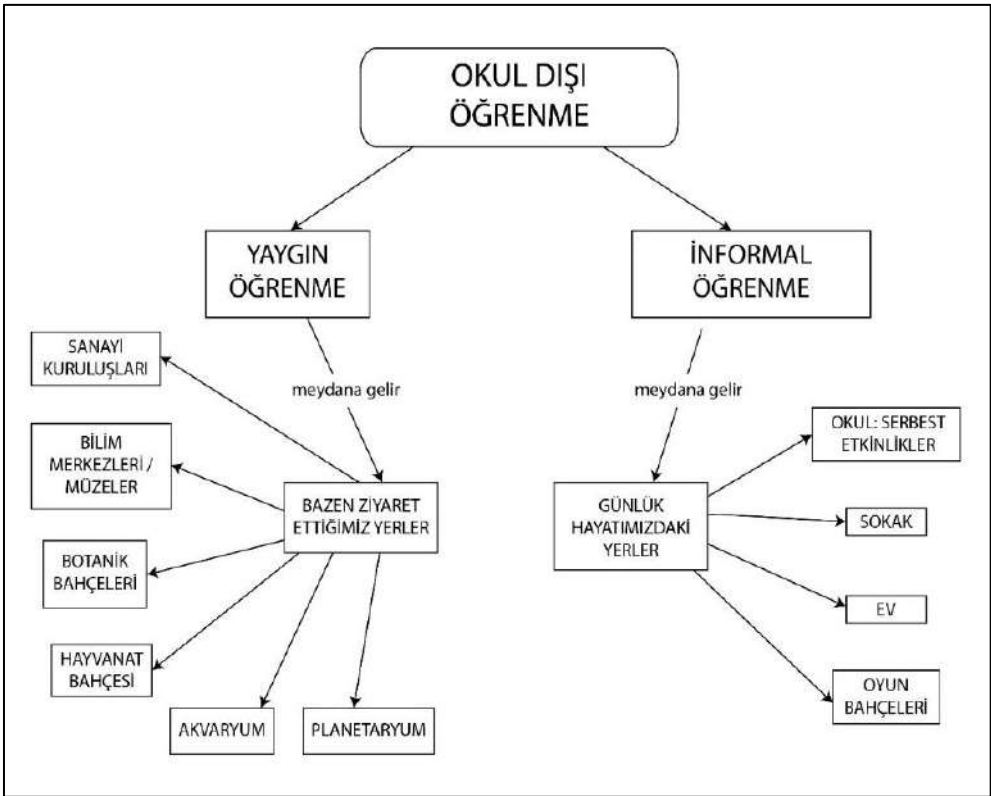 OKUL DIŞI
ÖĞRENME
YAYGIN
ÖĞRENME
İNFORMAL
ÖĞRENME
meydana gelir
meydana gelir
SANAYİ
KURULUŞLARI
BİLİM
MERKEZLERİ /
MÜZELER
BOTANİK
BAHÇELERİ
HAYVANAT
BAHÇESİ
AKVARYUM
PLANETARYUM
BAZEN ZİYARET
ETTİĞİMİZ YERLER
GÜNLÜK
HAYATIMIZDAKİ
YERLER
OKUL: SERBEST
ETKİNLİKLER
SOKAK
EV
OYUN
BAHÇELERİ